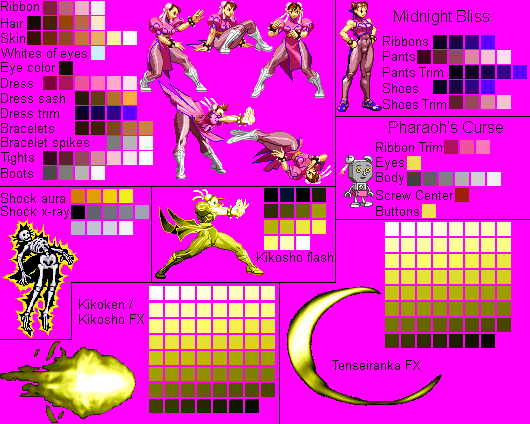 Ribbon
Hair
Skin
Whites of eyes
Eye color
Dress
Dress sash
Dress trim
Bracelets
Bracelet spikes
Tights
Boots
Midnight Bliss
Ribbons
Pants
Pants Trim
Shoes
Shoes Trim
Pharaoh's Curse
Ribbon Trim
Eyes
Body
Screw Center
Buttons
Shock aura
Shock x-ray
Kikosho flash
Kikoken /
Kikosho FX
Tenseiranka FX